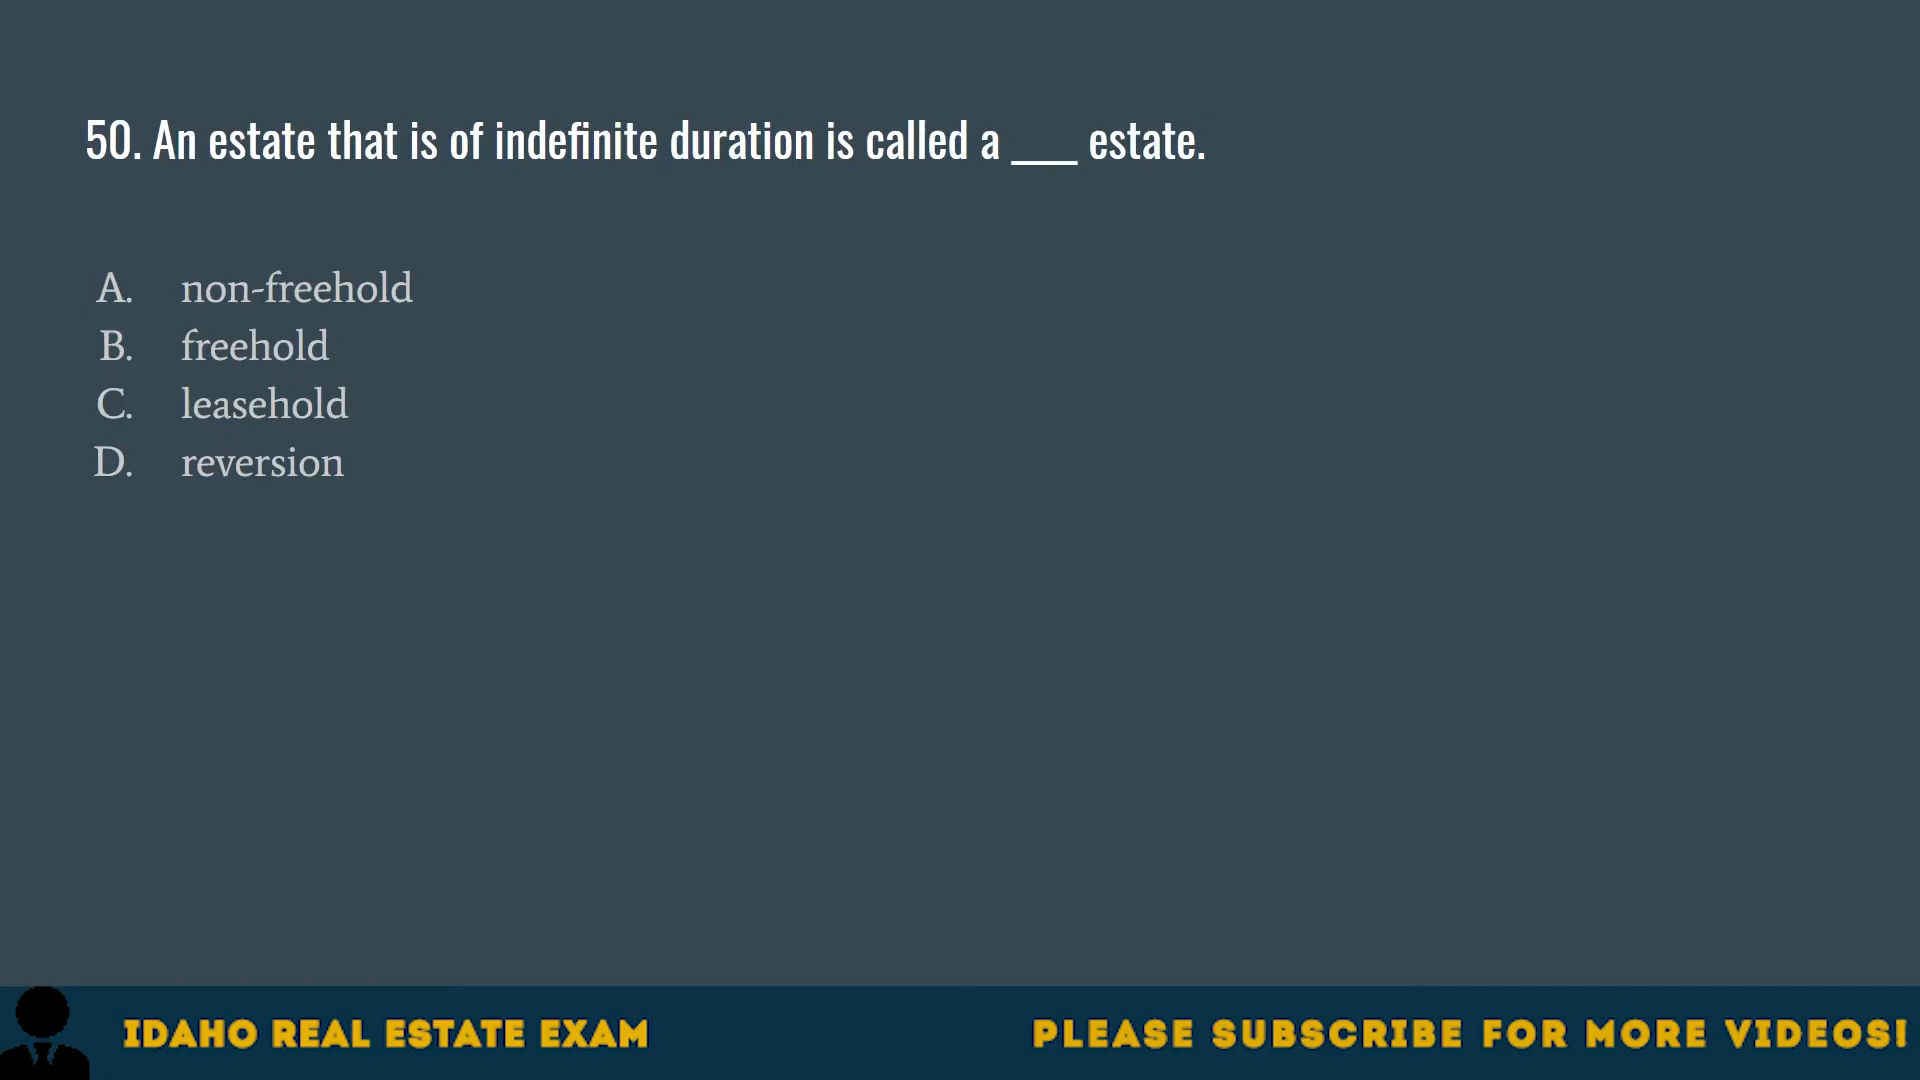 50. An estate that is of indefinite duration is called a ____ estate.
A. non-freehold
B. freehold
C. leasehold
D. reversion
IDAHO REAL ESTATE EXAM
PLEASE SUBSCRIBE FOR MORE VIDEOS!